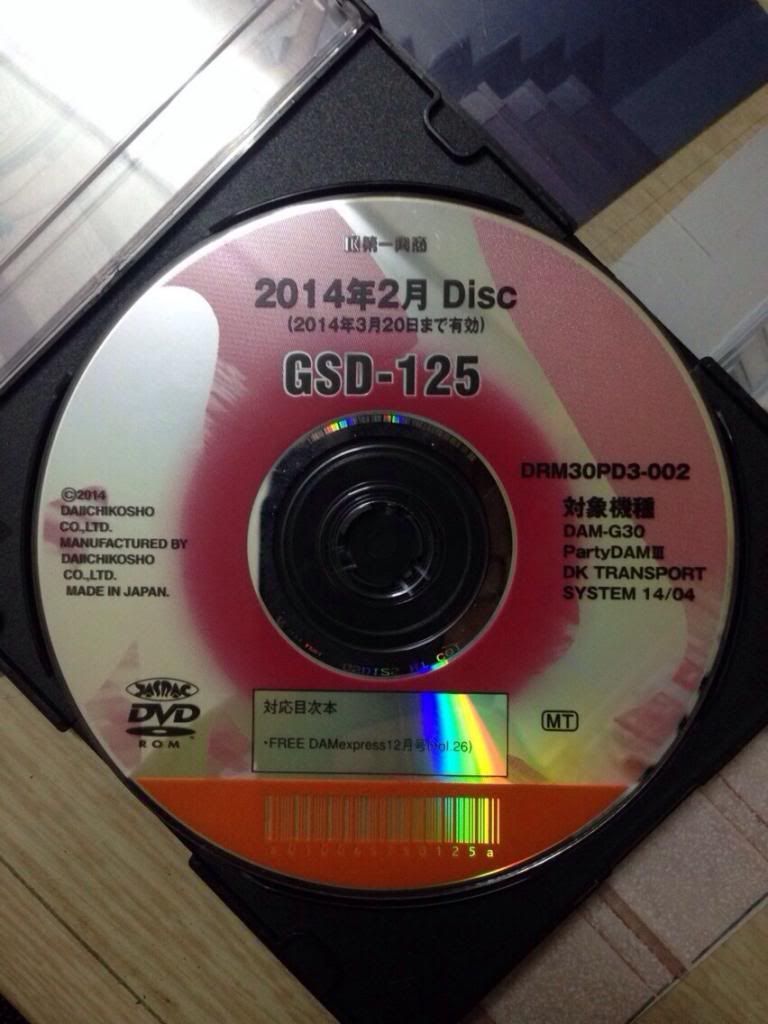 第一興商
2014年2月 Disc
(2014年3月20日まで有効)
GSD-125
DRM30PD3-002
対象機種
DAM-G30
PartyDAMⅢ
DK TRANSPORT
SYSTEM 14/04
©2014
DAIICHIKOSHO
CO.,LTD.
MANUFACTURED BY
DAIICHIKOSHO
CO.,LTD.
MADE IN JAPAN.
JASRAC
DVD
ROM
対応目次本
・FREE DAMexpress12月号(Vol.26)
MT